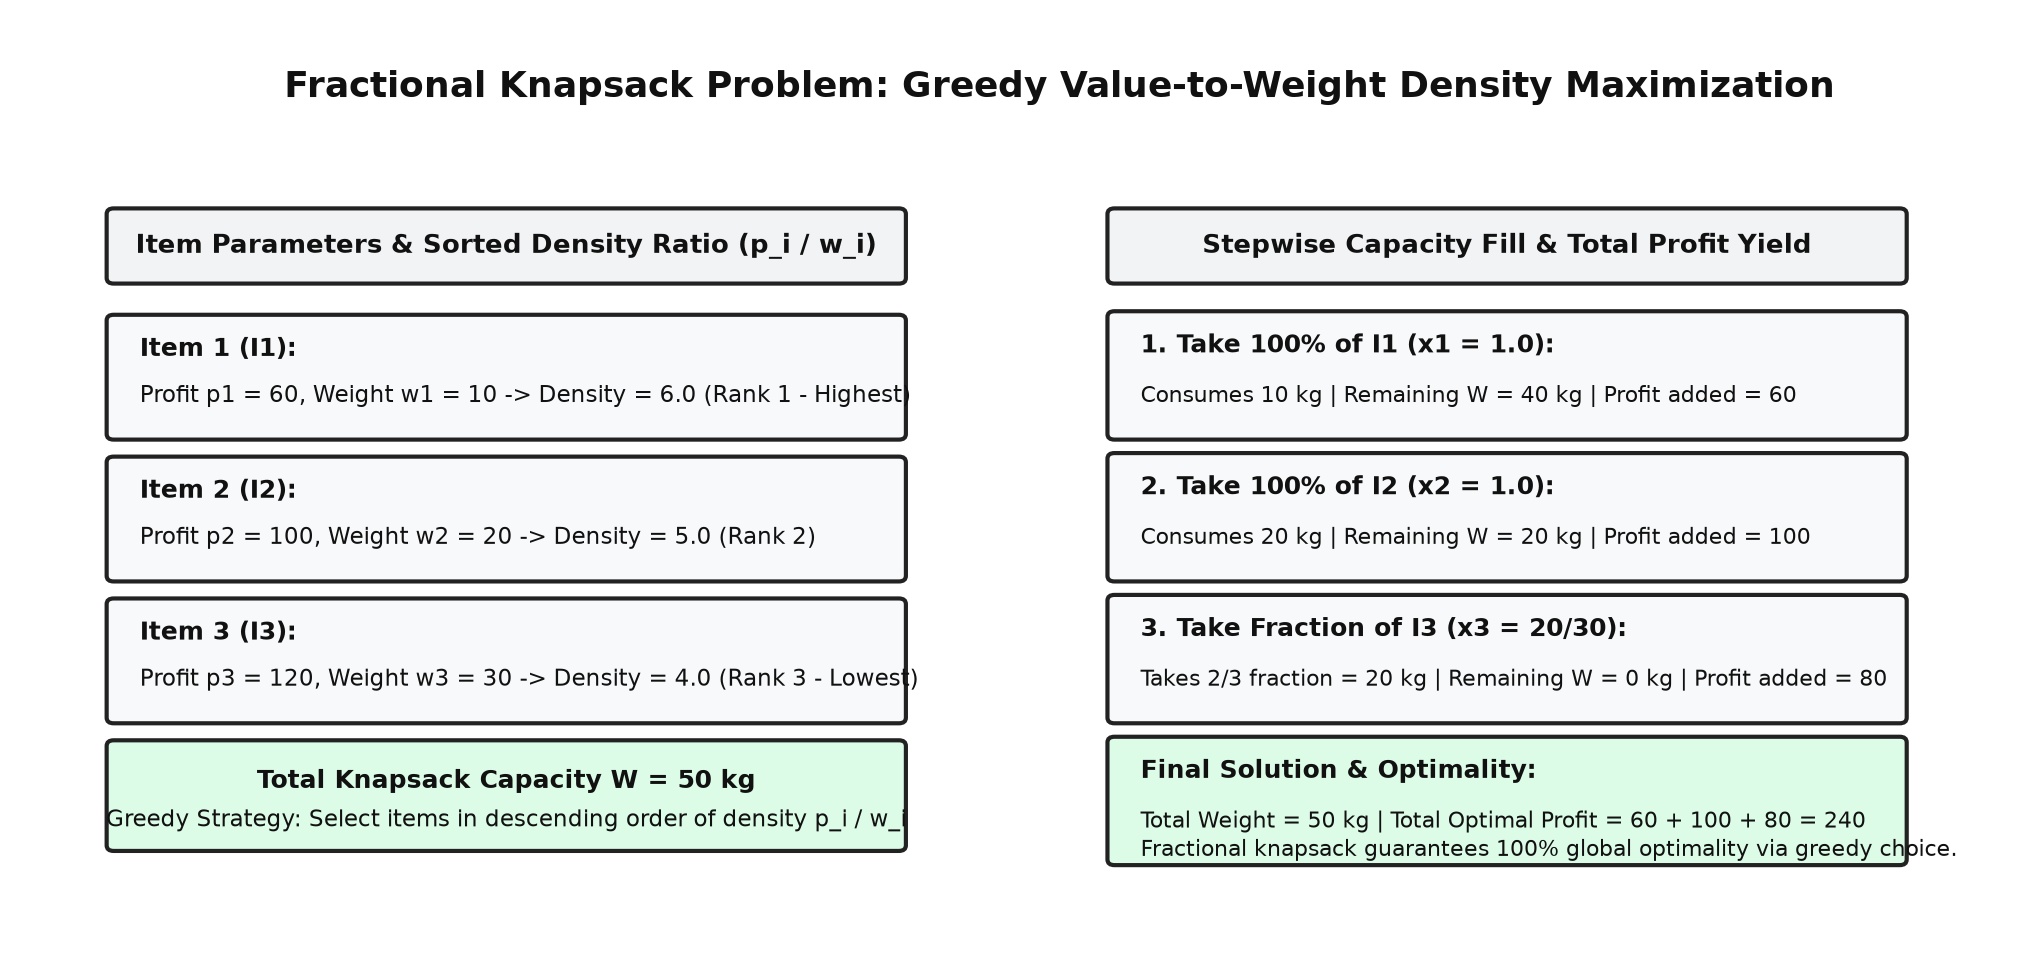 Fractional Knapsack Problem: Greedy Value-to-Weight Density Maximization
Item Parameters & Sorted Density Ratio (p_i / w_i)
Item 1 (I1):
Profit p1 = 60, Weight w1 = 10 -> Density = 6.0 (Rank 1 - Highest)
Item 2 (I2):
Profit p2 = 100, Weight w2 = 20 -> Density = 5.0 (Rank 2)
Item 3 (I3):
Profit p3 = 120, Weight w3 = 30 -> Density = 4.0 (Rank 3 - Lowest)
Total Knapsack Capacity W = 50 kg
Greedy Strategy: Select items in descending order of density p_i / w_i
Stepwise Capacity Fill & Total Profit Yield
1. Take 100% of I1 (x1 = 1.0):
Consumes 10 kg | Remaining W = 40 kg | Profit added = 60
2. Take 100% of I2 (x2 = 1.0):
Consumes 20 kg | Remaining W = 20 kg | Profit added = 100
3. Take Fraction of I3 (x3 = 20/30):
Takes 2/3 fraction = 20 kg | Remaining W = 0 kg | Profit added = 80
Final Solution & Optimality:
Total Weight = 50 kg | Total Optimal Profit = 60 + 100 + 80 = 240
Fractional knapsack guarantees 100% global optimality via greedy choice.